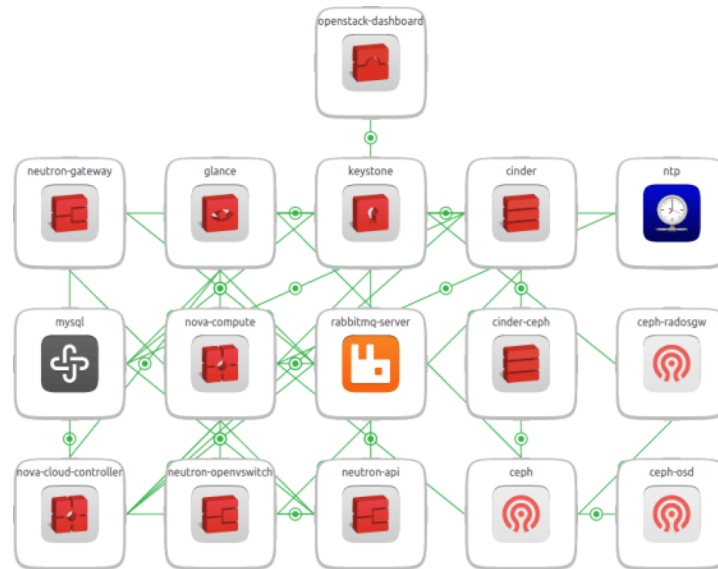 openstack-dashboard
neutron-gateway
glance
keystone
cinder
ntp
mysql
nova-compute
rabbitmq-server
cinder-ceph
ceph-radosgw
nova-cloud-controller
neutron-openvswitch
neutron-api
ceph
ceph-osd